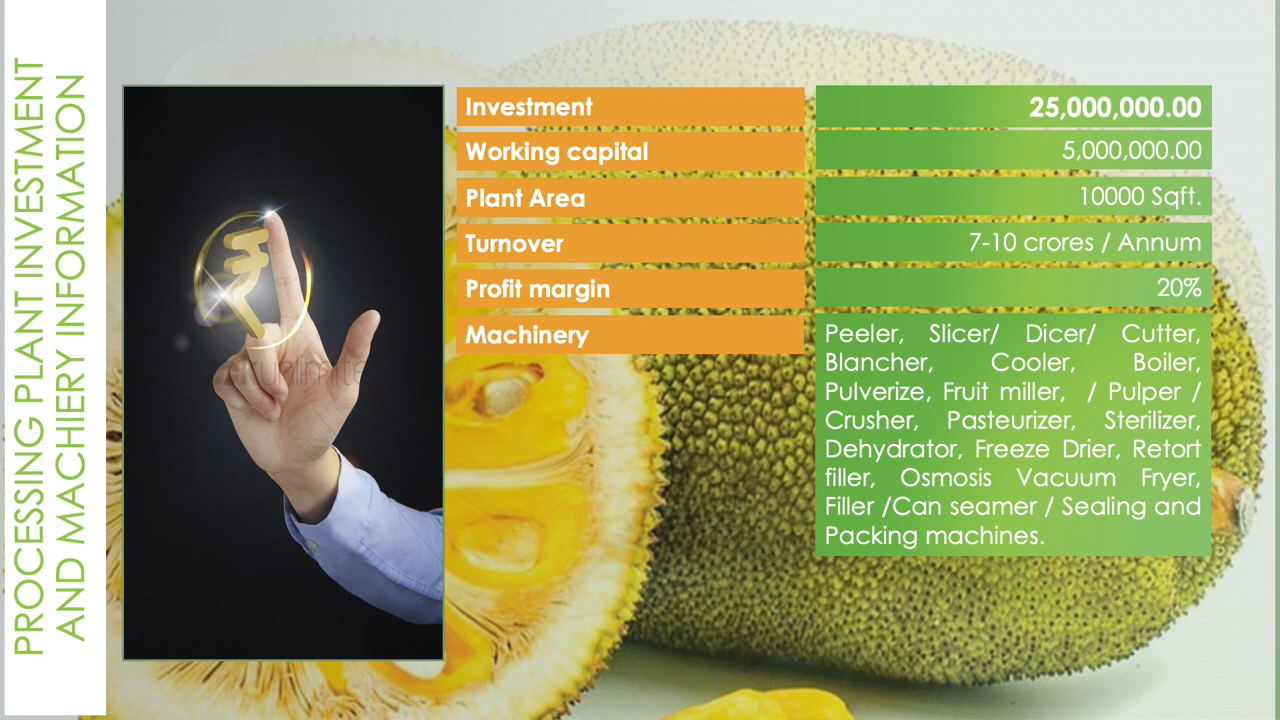 PROCESSING PLANT INVESTMENT
AND MACHIERY INFORMATION
Investment 25,000,000.00
Working capital 5,000,000.00
Plant Area 10000 Sqft.
Turnover 7-10 crores / Annum
Profit margin 20%
Machinery Peeler, Slicer/ Dicer/ Cutter,
Blancher, Cooler, Boiler,
Pulverize, Fruit miller, / Pulper /
Crusher, Pasteurizer, Sterilizer,
Dehydrator, Freeze Drier, Retort
filler, Osmosis Vacuum Fryer,
Filler /Can seamer / Sealing and
Packing machines.
₹